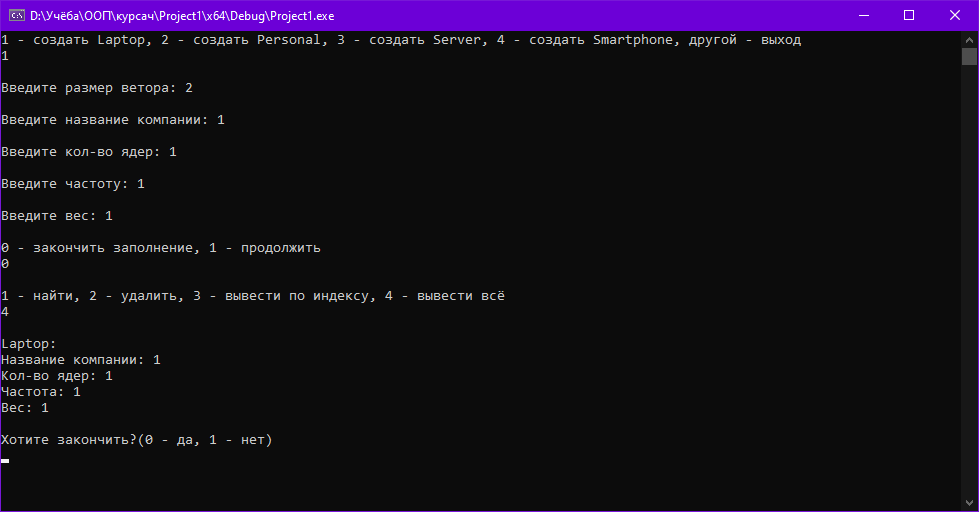 D:\Учёба\ООП\курсач\Project1\x64\Debug\Project1.exe
1 - создать Laptop, 2 - создать Personal, 3 - создать Server, 4 - создать Smartphone, другой - выход
1
Введите размер ветора: 2
Введите название компании: 1
Введите кол-во ядер: 1
Введите частоту: 1
Введите вес: 1
0 - закончить заполнение, 1 - продолжить
0
1 - найти, 2 - удалить, 3 - вывести по индексу, 4 - вывести всё
4
Laptop:
Название компании: 1
Кол-во ядер: 1
Частота: 1
Вес: 1
Хотите закончить?(0 - да, 1 - нет)